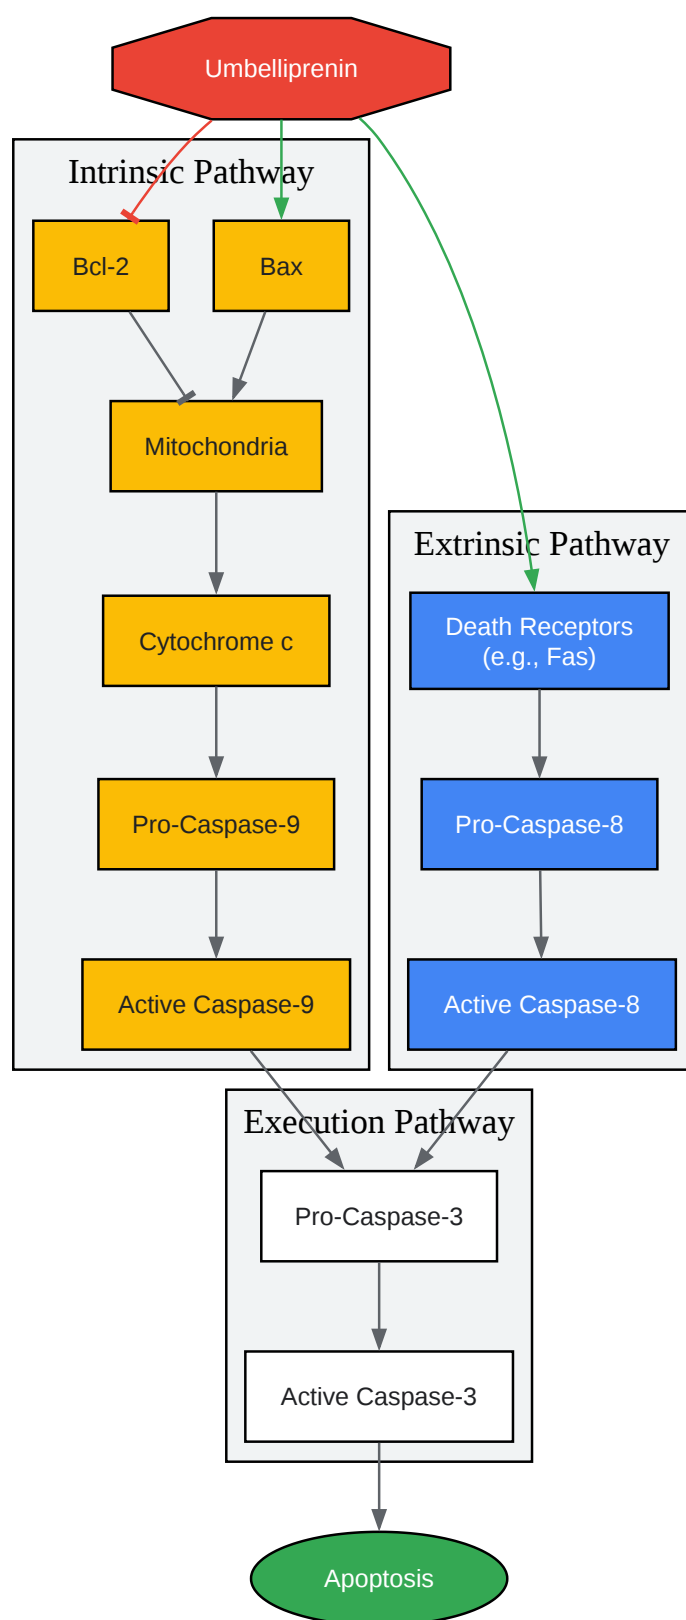 Umbelliprenin
Intrinsic Pathway
Bcl-2
Bax
Mitochondria
Cytochrome c
Pro-Caspase-9
Active Caspase-9
Extrinsic Pathway
Death Receptors
(e.g., Fas)
Pro-Caspase-8
Active Caspase-8
Execution Pathway
Pro-Caspase-3
Active Caspase-3
Apoptosis